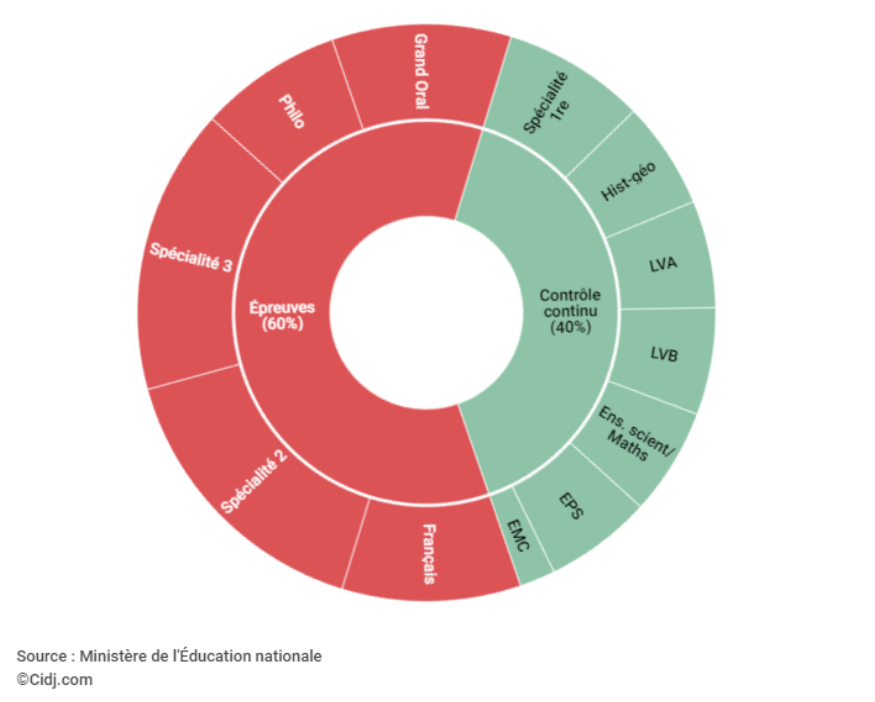 Grand Oral
Philo
Spécialité
1re
Hist-géo
Spécialité 3
LVA
Épreuves
(60%)
Contrôle
continu
(40%)
LVB
Ens. scient/
Maths
Spécialité 2
EPS
EMC
Français
Source : Ministère de l'Éducation nationale
©Cidj.com